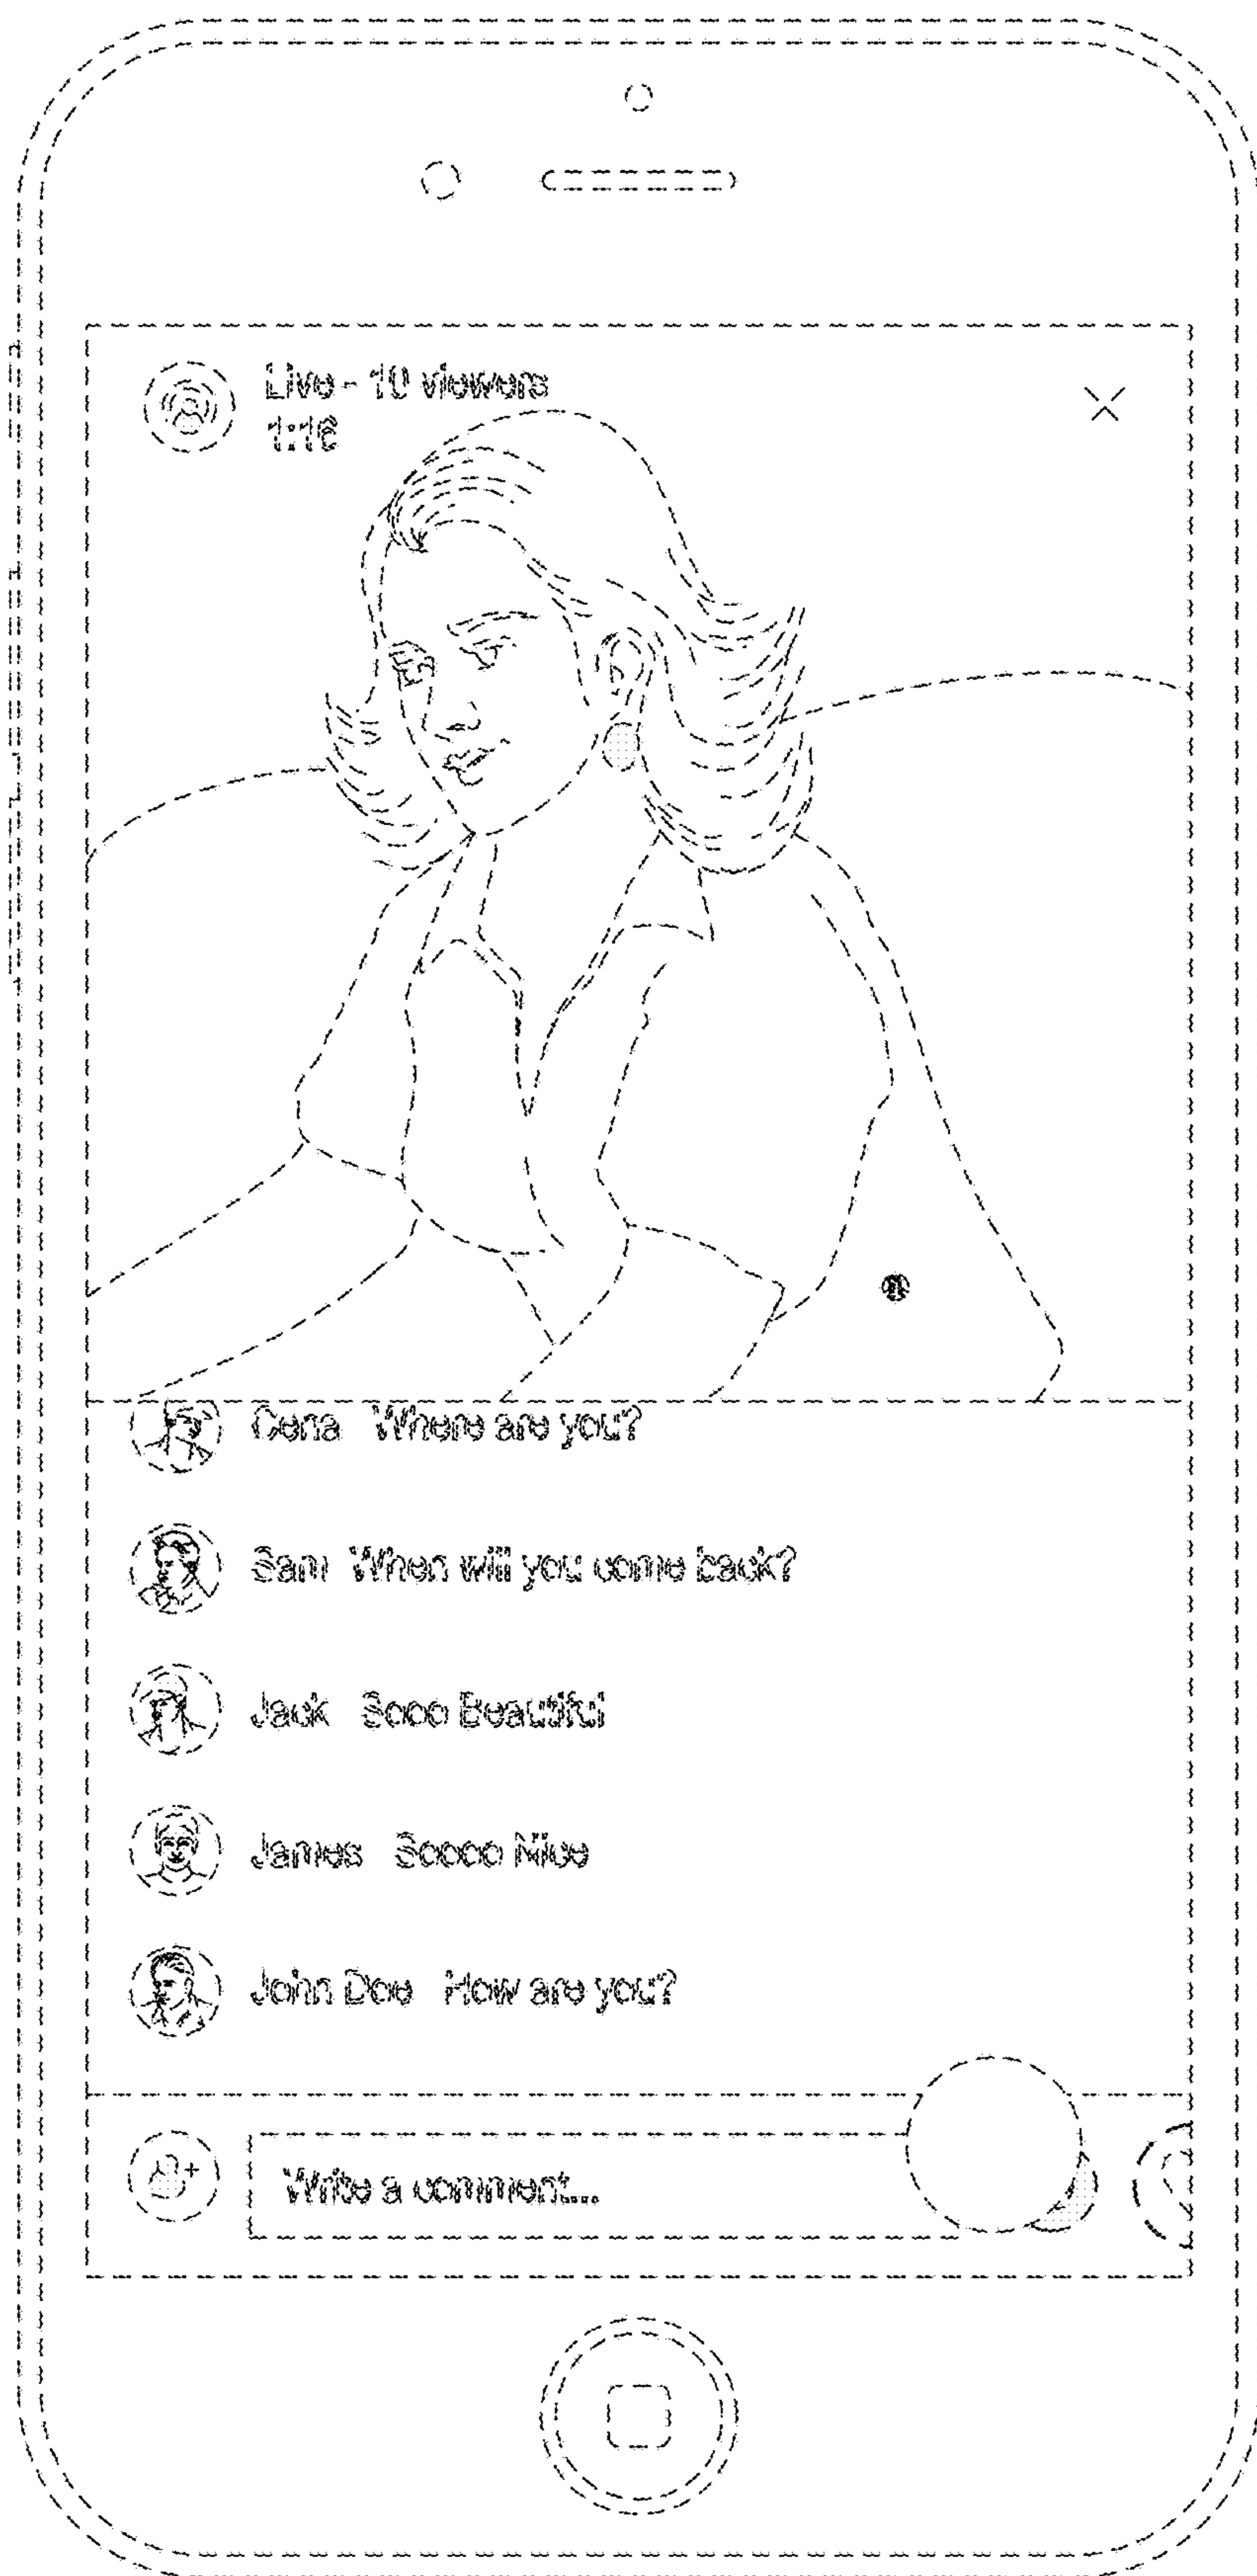 Live - 10 viewers
1:16
Cena Where are you?
Sam When will you come back?
Jack Sooo Beautiful
James Soooo Nice
John Doe How are you?
Write a comment...